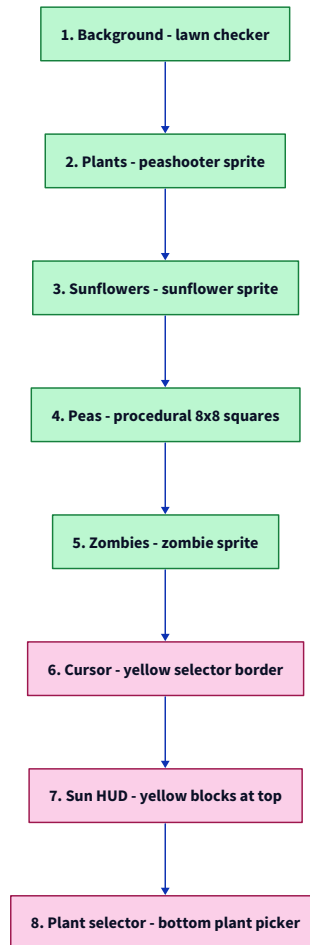 1. Background - lawn checker
2. Plants - peashooter sprite
3. Sunflowers - sunflower sprite
4. Peas - procedural 8x8 squares
5. Zombies - zombie sprite
6. Cursor - yellow selector border
7. Sun HUD - yellow blocks at top
8. Plant selector - bottom plant picker